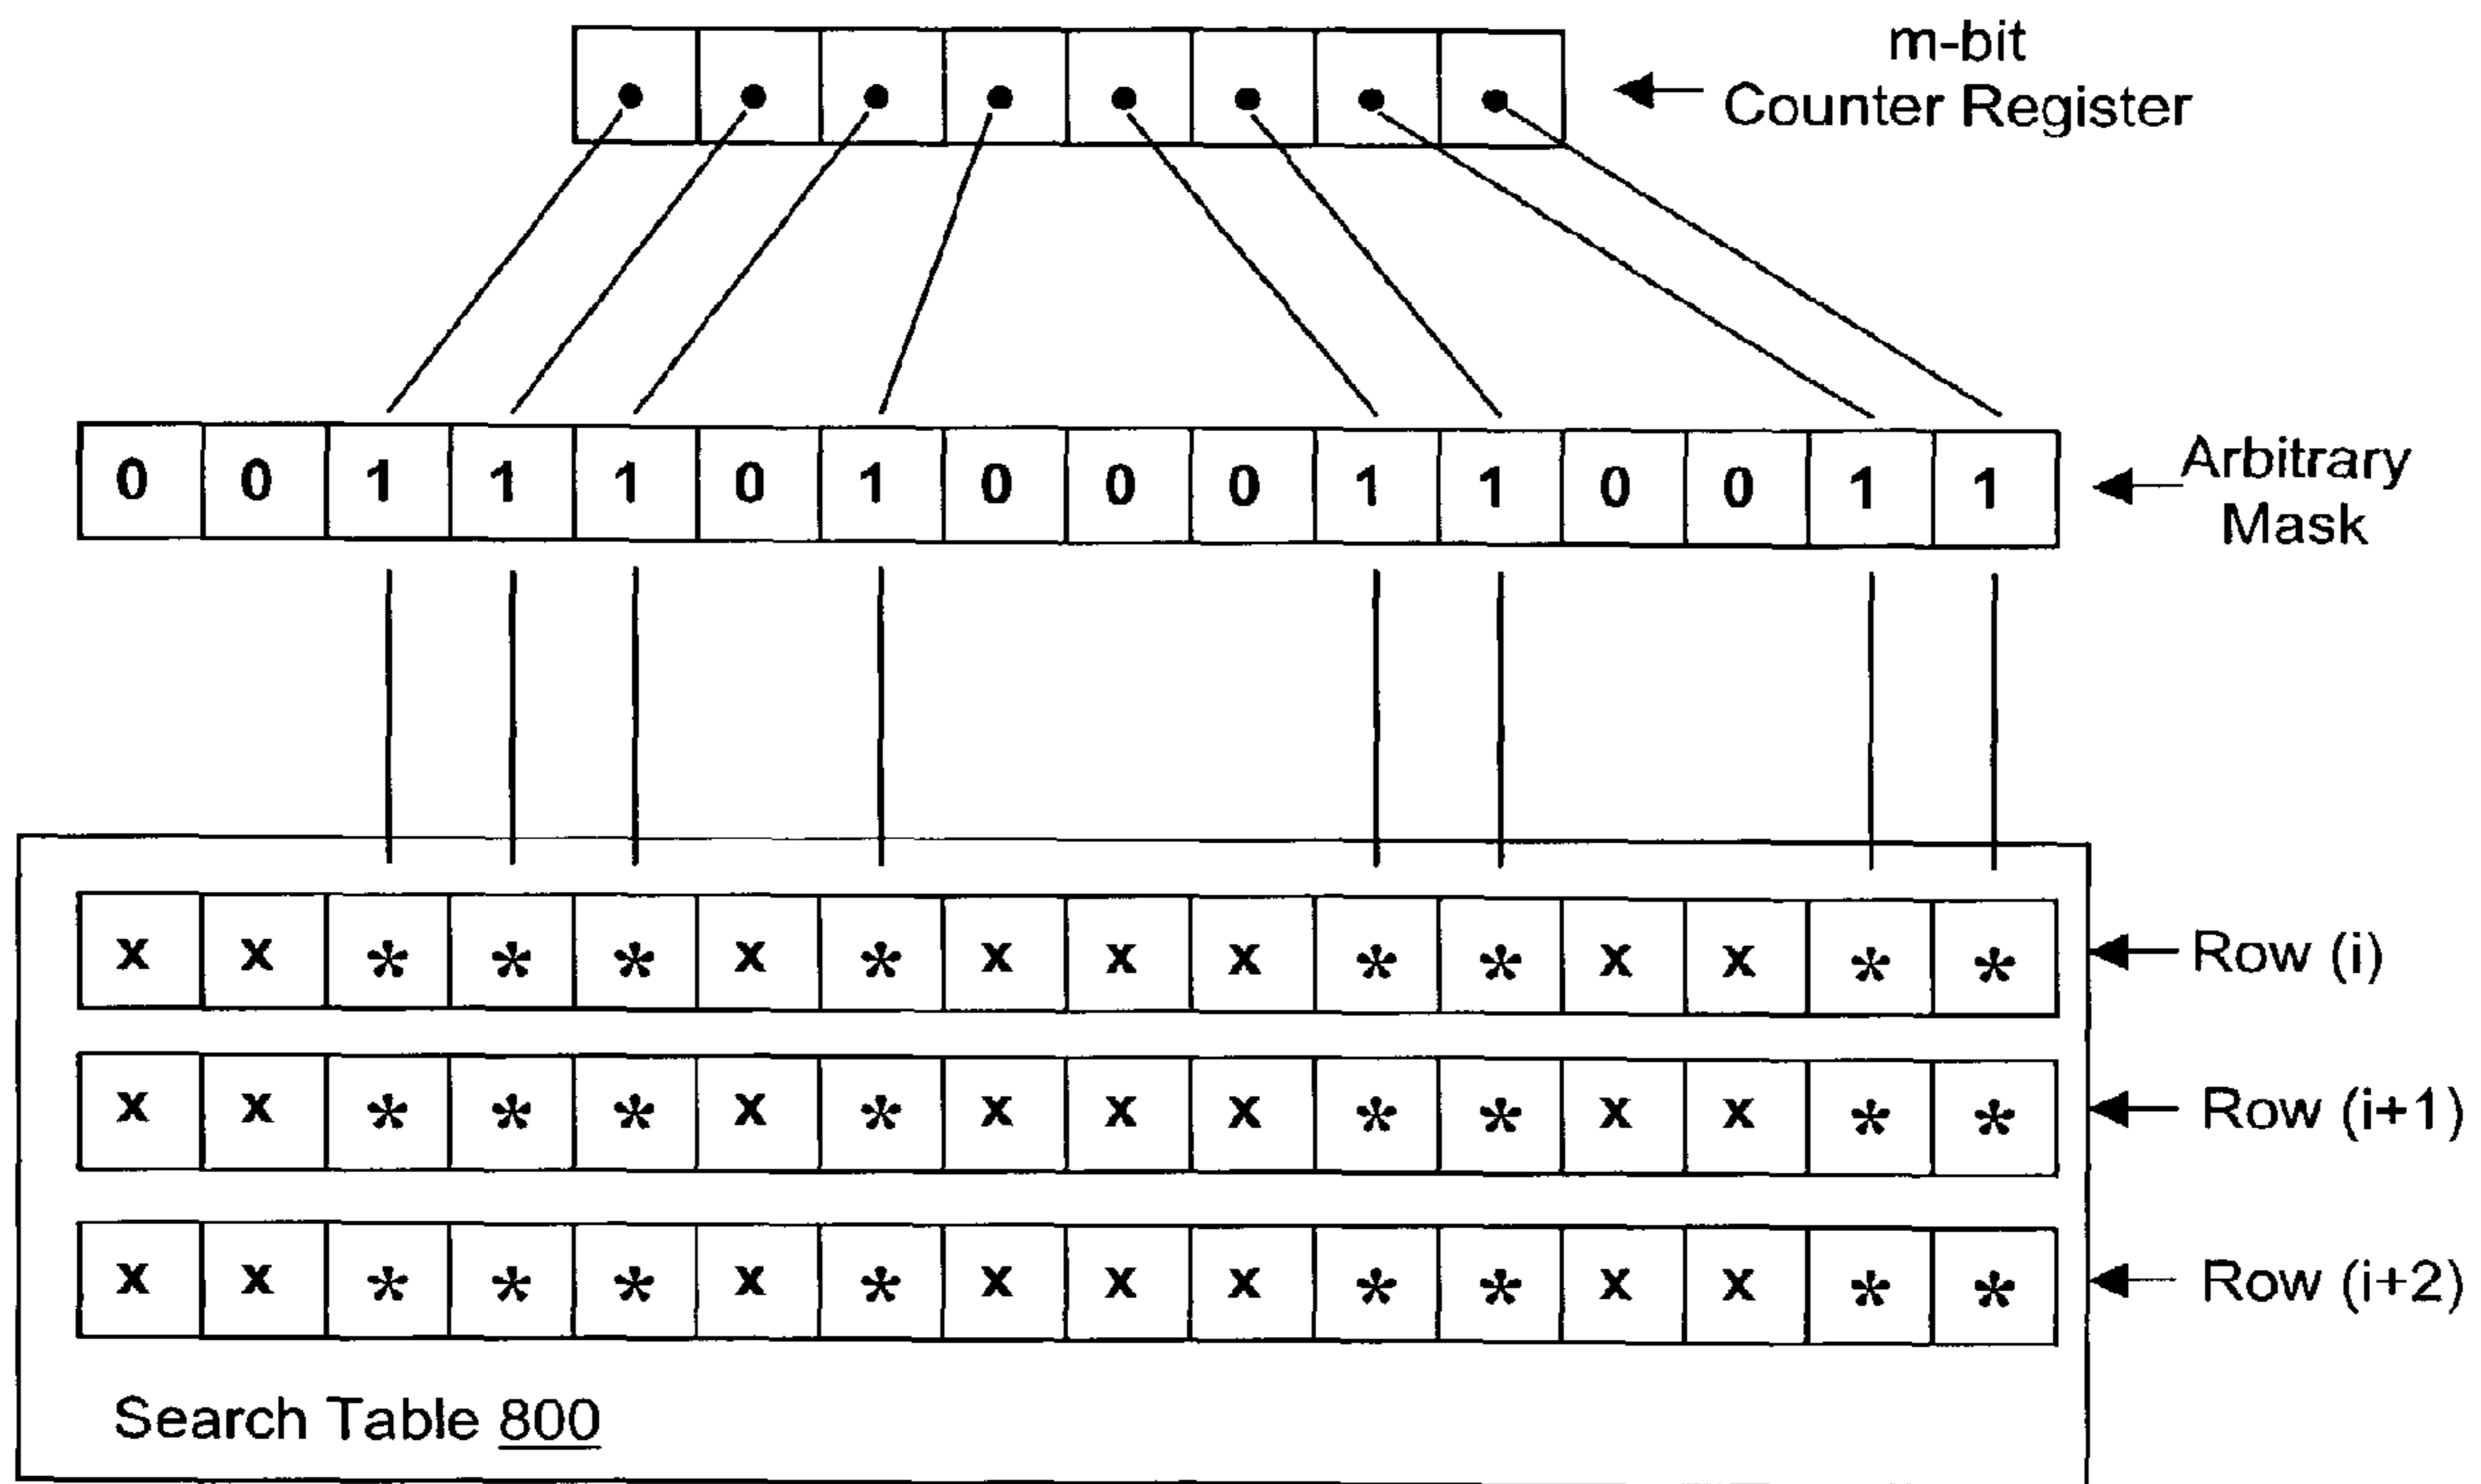 m-bit
Counter Register
0 0 1 1 1 0 1 0 0 0 1 1 0 0 1 1
Arbitrary
Mask
x x * * * x * x x x * * x x * *
Row (i)
x x * * * x * x x x * * x x * *
Row (i+1)
x x * * * x * x x x * * x x * *
Row (i+2)
Search Table 800